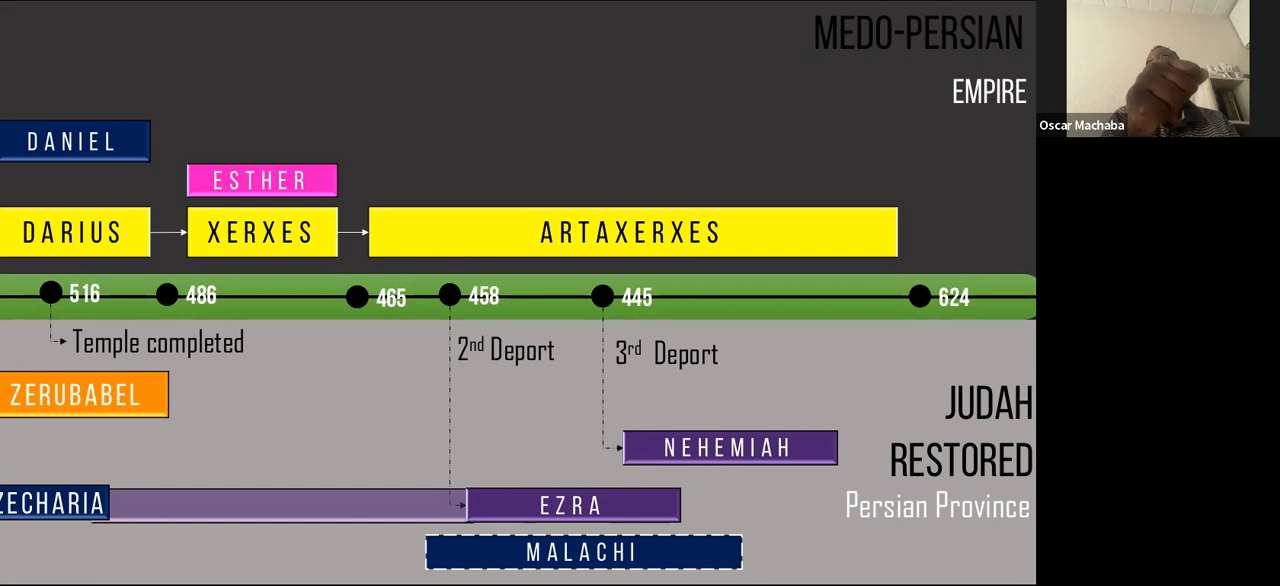 MEDO-PERSIAN
EMPIRE
Oscar Machaba
DANIEL
ESTHER
DARIUS
XERXES
ARTAXERXES
516
486
465
458
445
624
Temple completed
2nd Deport
3rd Deport
ZERUBABEL
JUDAH
RESTORED
NEHEMIAH
Persian Province
ZECHARIA
EZRA
MALACHI